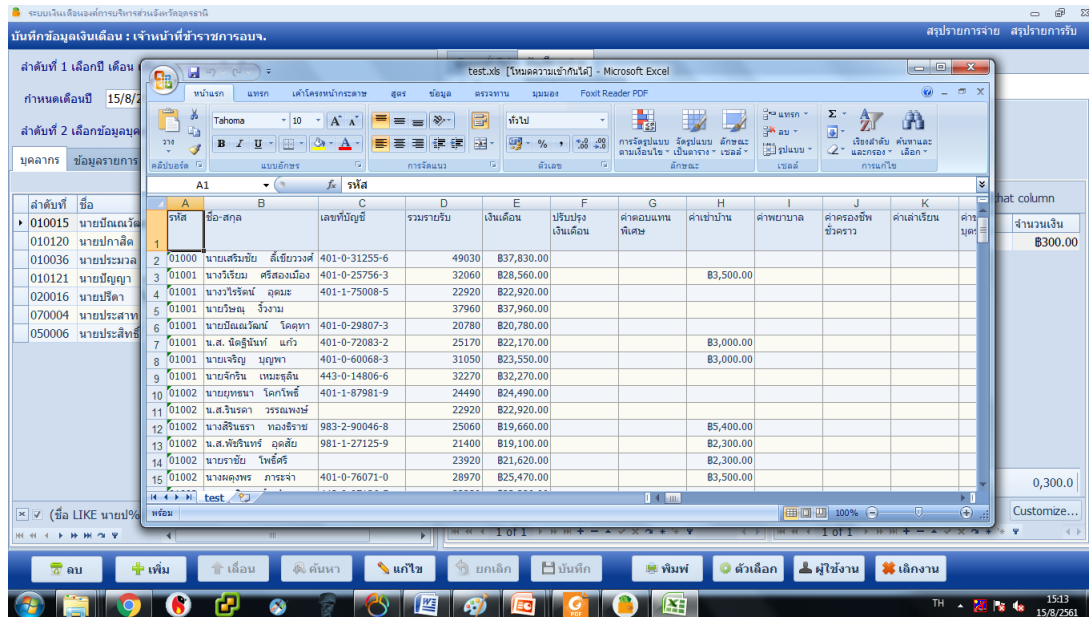 ระบบเงินเดือนองค์การบริหารส่วนจังหวัดอุดรธานี
บันทึกข้อมูลเงินเดือน : เจ้าหน้าที่ข้าราชการอบจ.
สรุปรายการจ่าย สรุปรายการรับ
ลำดับที่ 1 เลือกปี เดือน
กำหนดเดือนปี 15/8/2
ลำดับที่ 2 เลือกข้อมูลบุค
บุคลากร ข้อมูลรายการ
ลำดับที่ ชื่อ
010015 นายปัณณวัฒ
010120 นายปกาสิต
010036 นายประมวล
010121 นายปัญญา
020016 นายปรีดา
070004 นายประสาท
050006 นายประสิทธิ์
hat column
จำนวนเงิน
฿300.00
0,300.0
(ชื่อ LIKE นายป%
Customize...
1 of 1
1 of 1
test.xls [โหมดความเข้ากันได้] - Microsoft Excel
หน้าแรก แทรก เค้าโครงหน้ากระดาษ สูตร ข้อมูล ตรวจทาน มุมมอง Foxit Reader PDF
วาง
Tahoma 10
B I U
ทั่วไป
การจัดรูปแบบตามเงื่อนไข จัดรูปแบบเป็นตาราง ลักษณะเซลล์
แทรก
ลบ
รูปแบบ
เรียงลำดับและกรอง ค้นหาและเลือก
คลิปบอร์ด แบบอักษร การจัดแนว ตัวเลข ลักษณะ เซลล์ การแก้ไข
A1 fx รหัส
A B C D E F G H I J K
1 รหัส ชื่อ-สกุล เลขที่บัญชี รวมรายรับ เงินเดือน ปรับปรุงเงินเดือน ค่าตอบแทนพิเศษ ค่าเช่าบ้าน ค่าพยาบาล ค่าครองชีพชั่วคราว ค่าเล่าเรียน
2 01000 นายเสริมชัย ลี้เขียววงศ์ 401-0-31255-6 49030 ฿37,830.00
3 01001 นางวิเรียม ศรีสองเมือง 401-0-25756-3 32060 ฿28,560.00 ฿3,500.00
4 01001 นางวไรรัตน์ อุดมะ 401-1-75008-5 22920 ฿22,920.00
5 01001 นายวิษณุ งิ้วงาม 37960 ฿37,960.00
6 01001 นายปัณณวัฒน์ โคตุทา 401-0-29807-3 20780 ฿20,780.00
7 01001 น.ส. นิตฐินันท์ แก้ว 401-0-72083-2 25170 ฿22,170.00 ฿3,000.00
8 01001 นายเจริญ บุญพา 401-0-60068-3 31050 ฿23,550.00 ฿3,000.00
9 01001 นายจักริน เหมะธุลิน 443-0-14806-6 32270 ฿32,270.00
10 01002 นายยุทธนา โคกโพธิ์ 401-1-87981-9 24490 ฿24,490.00
11 01002 น.ส.รินรดา วรรณพงษ์ 22920 ฿22,920.00
12 01002 นางสิรินธรา ทองธิราช 983-2-90046-8 25060 ฿19,660.00 ฿5,400.00
13 01002 น.ส.พัชรินทร์ อุดสัย 981-1-27125-9 21400 ฿19,100.00 ฿2,300.00
14 01002 นายราชัย โพธิ์ศรี 23920 ฿21,620.00 ฿2,300.00
15 01002 นางผดุงพร ภาระจ่า 401-0-76071-0 28970 ฿25,470.00 ฿3,500.00
test
พร้อม 100%
ลบ เพิ่ม เลื่อน ค้นหา แก้ไข ยกเลิก บันทึก พิมพ์ ตัวเลือก ผู้ใช้งาน เลิกงาน
TH 15:13
15/8/2561